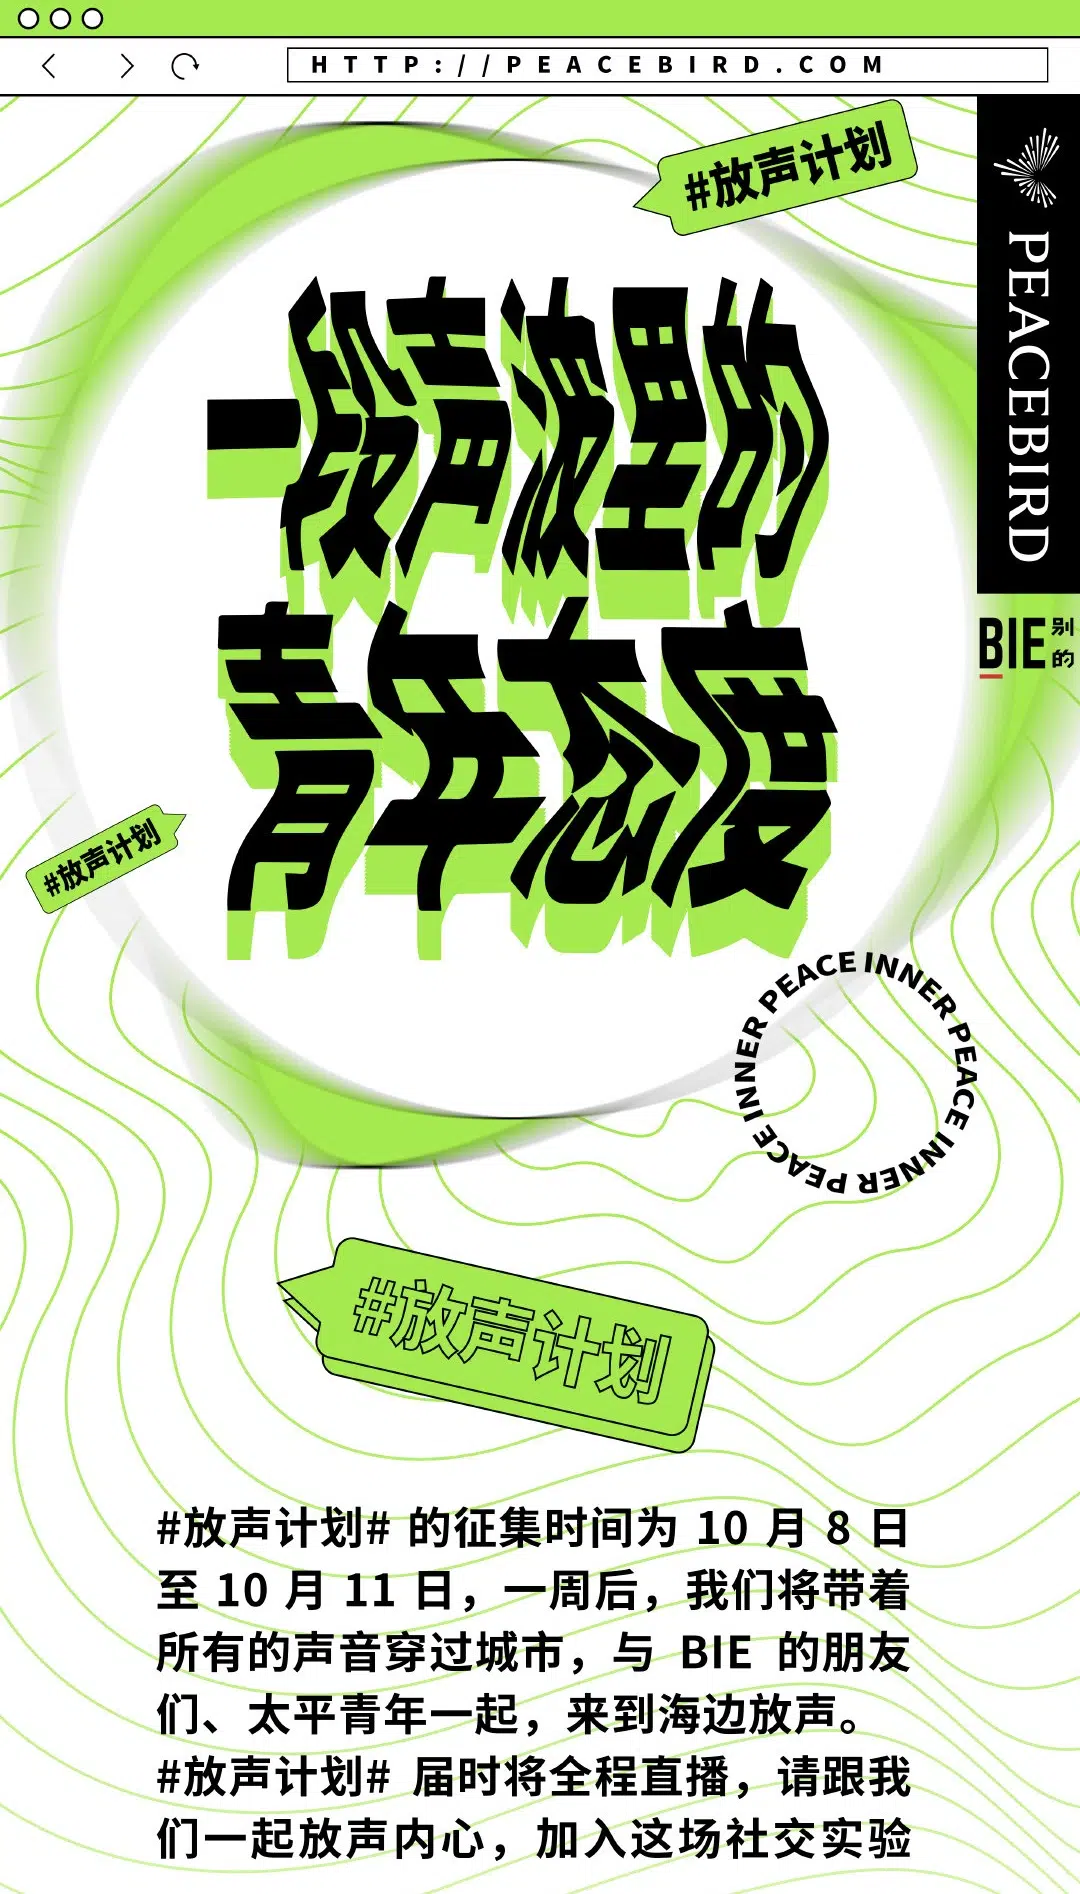 HTTP://PEACEBIRD.COM
#放声计划
PEACEBIRD
一段声浪里的
青年态度
BIE别的
#放声计划
INNER PEACE INNER PEACE INNER PEACE INNER PEACE
#放声计划
#放声计划# 的征集时间为 10 月 8 日
至 10 月 11 日，一周后，我们将带着
所有的声音穿过城市，与 BIE 的朋友
们、太平青年一起，来到海边放声。
#放声计划# 届时将全程直播，请跟我
们一起放声内心，加入这场社交实验